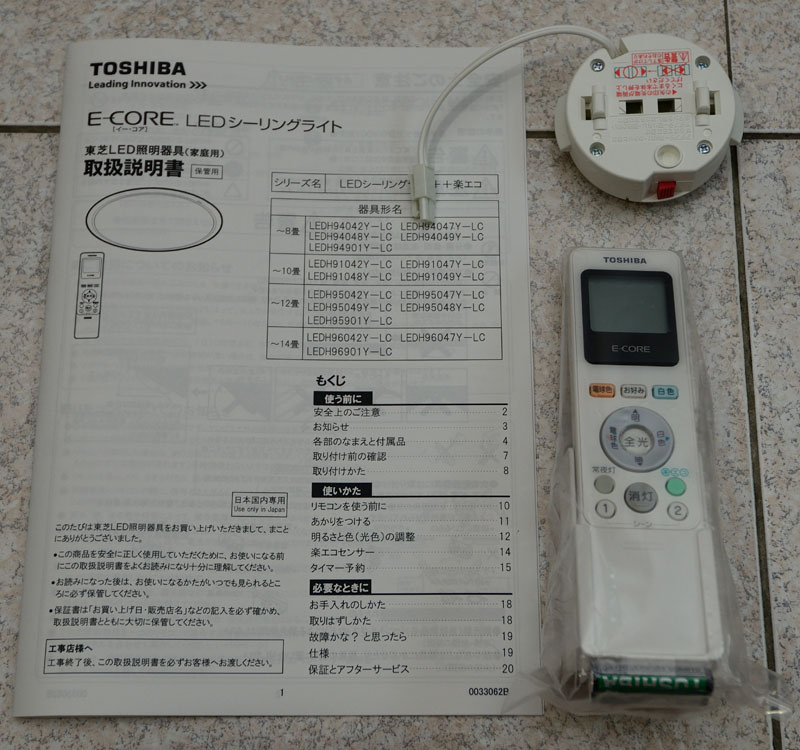 TOSHIBA
Leading Innovation >>>
E-CORE™ LEDシーリングライト
[イー・コア]
東芝LED照明器具(家庭用)
取扱説明書 保管用
シリーズ名 LEDシーリング ++楽エコ
器具形名
～8畳 LEDH94042Y-LC LEDH94047Y-LC
LEDH94048Y-LC LEDH94049Y-LC
LEDH94901Y-LC
～10畳 LEDH91042Y-LC LEDH91047Y-LC
LEDH91048Y-LC LEDH91049Y-LC
～12畳 LEDH95042Y-LC LEDH95047Y-LC
LEDH95049Y-LC LEDH95048Y-LC
LEDH95901Y-LC
～14畳 LEDH96042Y-LC LEDH96047Y-LC
LEDH96901Y-LC
もくじ
使う前に
安全上のご注意 2
お知らせ 3
各部のなまえと付属品 4
取り付け前の確認 7
取り付けかた 8
使いかた
リモコンを使う前に 10
あかりをつける 11
明るさと色(光色)の調整 12
楽エコセンサー 14
タイマー予約 15
必要なときに
お手入れのしかた 18
取りはずしかた 18
故障かな? と思ったら 19
仕様 19
保証とアフターサービス 20
日本国内専用
Use only in Japan
このたびは東芝LED照明器具をお買い上げいただきまして、まこと
にありがとうございました。
●この商品を安全に正しく使用していただくために、お使いになる前
にこの取扱説明書をよくお読みになり十分に理解してください。
●お読みになった後は、お使いになるかたがいつでも見られるとこ
ろに必ず保管してください。
●保証書は「お買い上げ日・販売店名」などの記入を必ず確かめ、
取扱説明書とともに大切に保管してください。
工事店様へ
工事終了後、この取扱説明書を必ずお客様へお渡しください。
1
0033062B
TOSHIBA
E-CORE
電球色 お好み 白色
明
電球色 全光 白色
常夜灯
消灯
1 シーン 2
TOSHIBA